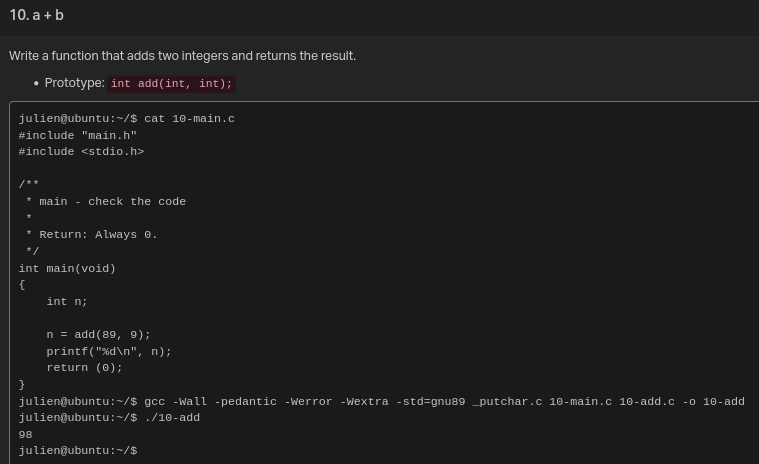 10. a + b
Write a function that adds two integers and returns the result.
• Prototype: int add(int, int);
julien@ubuntu:~/$ cat 10-main.c
#include "main.h"
#include <stdio.h>
/**
 * main - check the code
 *
 * Return: Always 0.
 */
int main(void)
{
    int n;
    n = add(89, 9);
    printf("%d\n", n);
    return (0);
}
julien@ubuntu:~/$ gcc -Wall -pedantic -Werror -Wextra -std=gnu89 _putchar.c 10-main.c 10-add.c -o 10-add
julien@ubuntu:~/$ ./10-add
98
julien@ubuntu:~/$